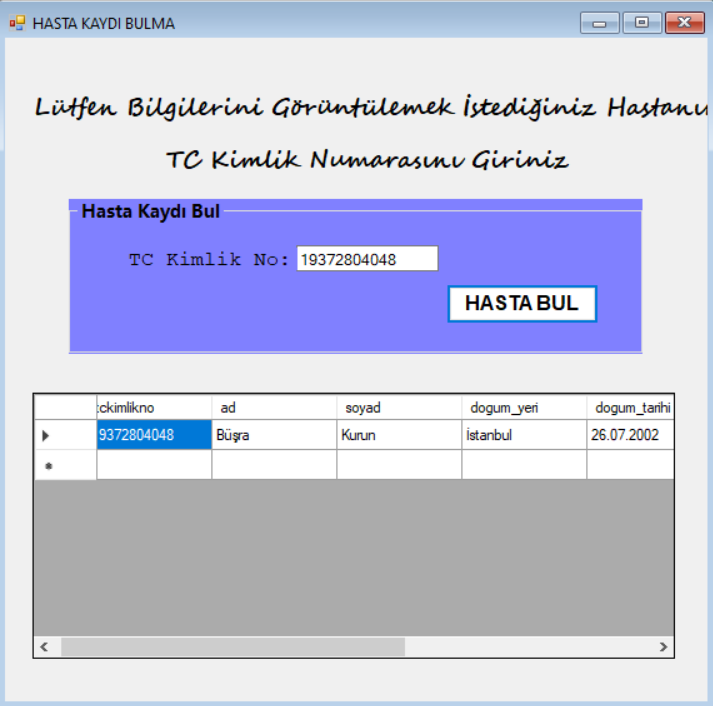 HASTA KAYDI BULMA
Lütfen Bilgilerini Görüntülemek İstediğiniz Hastanı
TC Kimlik Numarasını Giriniz
Hasta Kaydı Bul
TC Kimlik No: 19372804048
HASTA BUL
ckimlikno ad soyad dogum_yeri dogum_tarihi
9372804048 Büşra Kurun İstanbul 26.07.2002